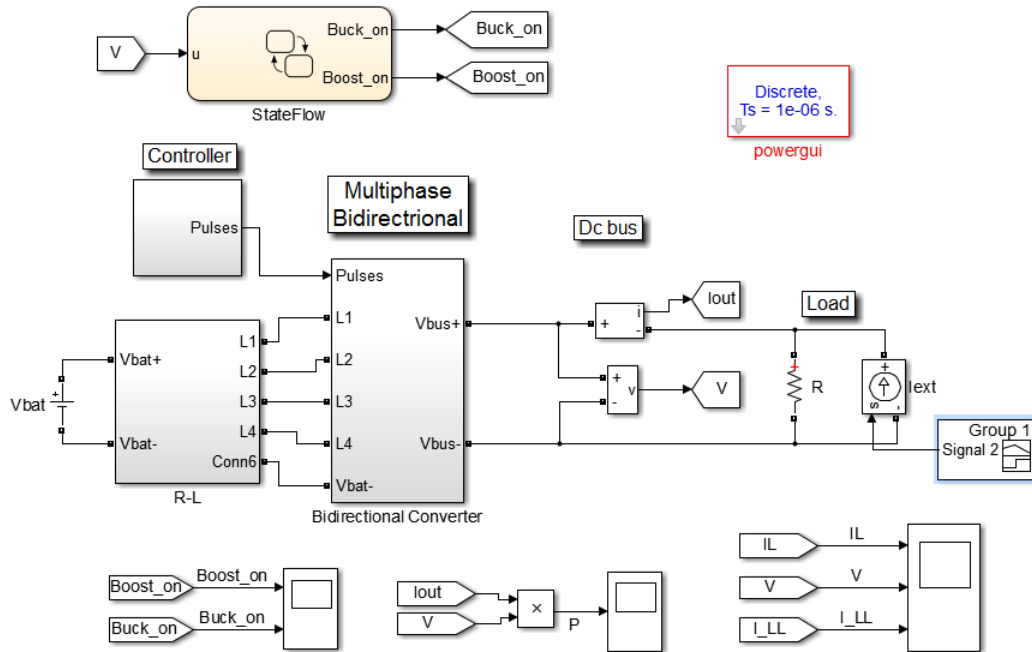 V
u
Buck_on
Boost_on
Buck_on
Boost_on
StateFlow
Discrete,
Ts = 1e-06 s.
powergui
Controller
Pulses
Multiphase
Bidirectrional
Dc bus
Load
Vbat
+
Vbat+
Vbat-
L1
L2
L3
L4
Conn6
R-L
Pulses
L1
L2
L3
L4
Vbat-
Vbus+
Vbus-
Bidirectional Converter
+
i
-
Iout
+
-
v
V
+
R
+
s
-
Iext
Group 1
Signal 2
Boost_on
Boost_on
Buck_on
Buck_on
Iout
V
×
P
IL
IL
V
V
I_LL
I_LL